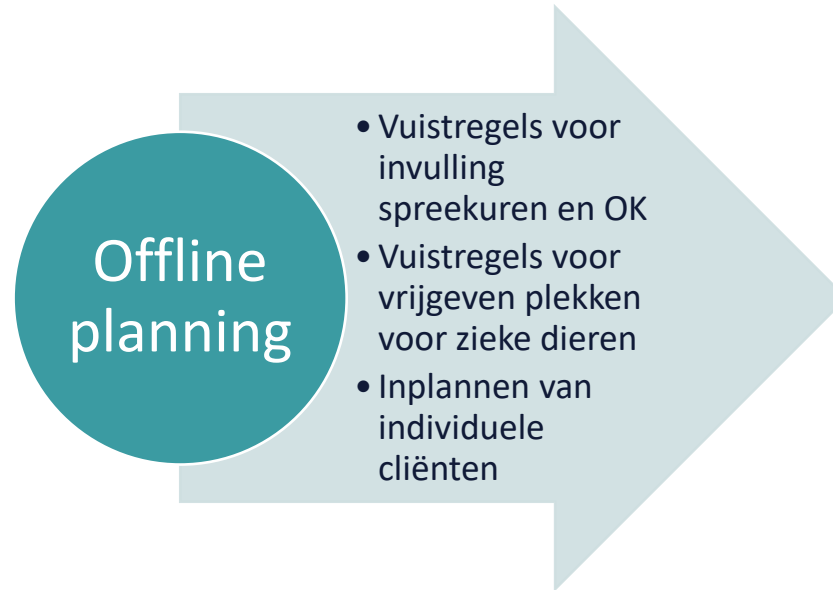 Offline
planning
• Vuistregels voor
invulling
spreekuren en OK
• Vuistregels voor
vrijgeven plekken
voor zieke dieren
• Inplannen van
individuele
cliënten